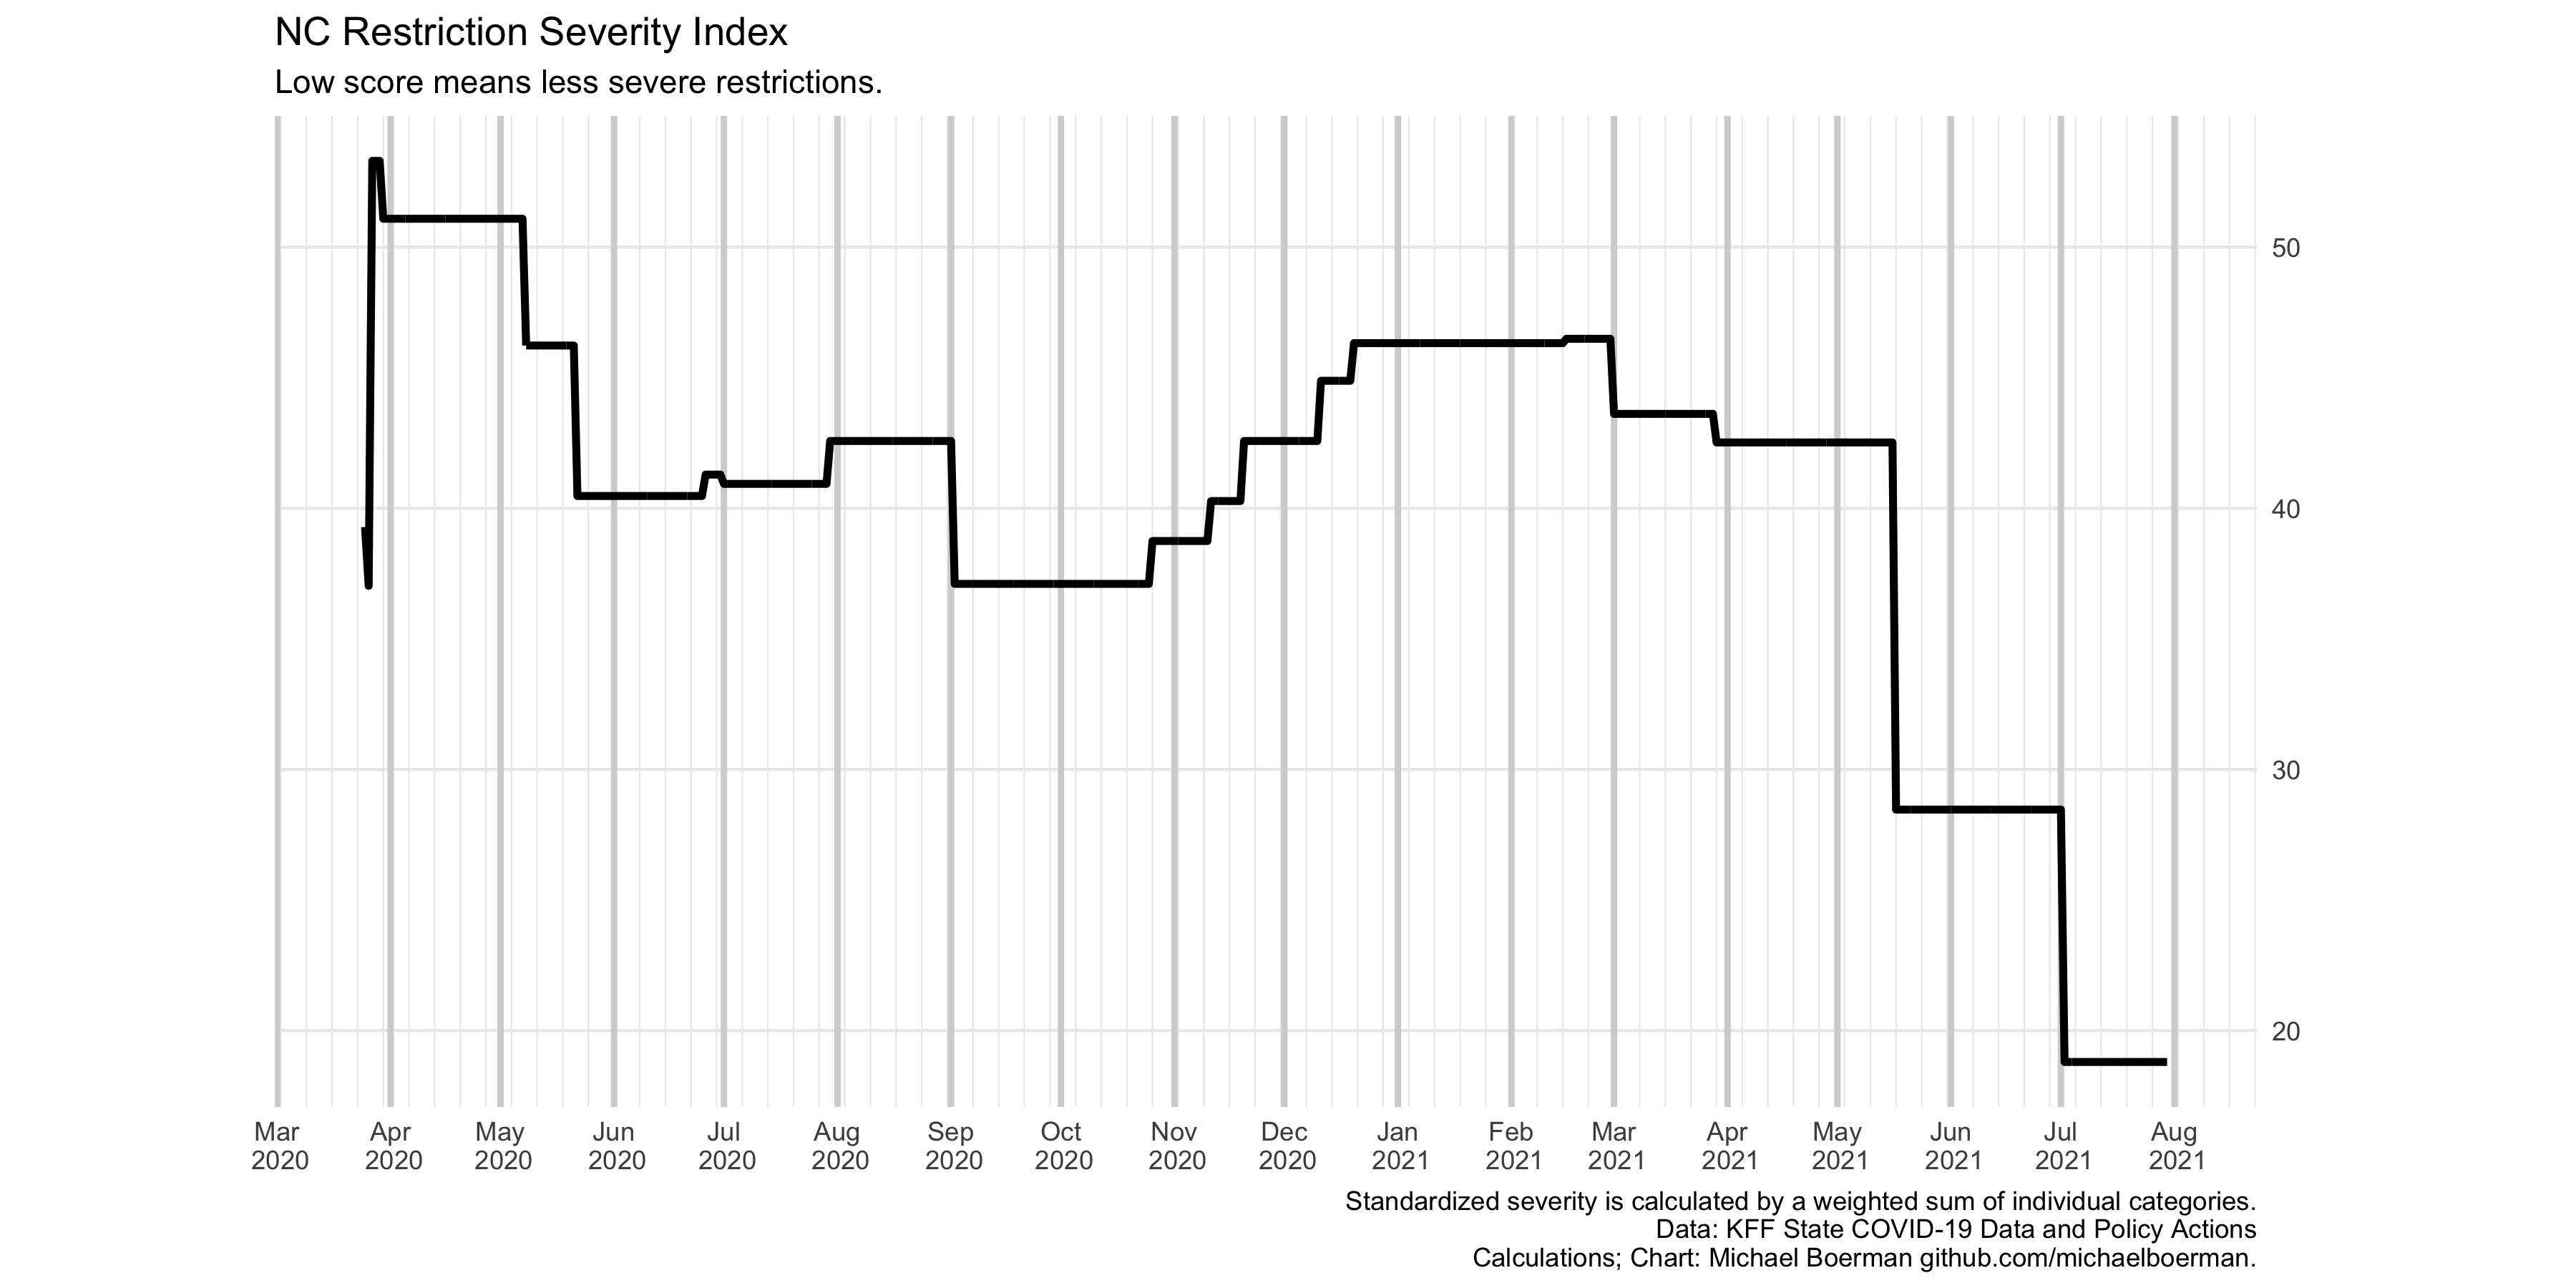 NC Restriction Severity Index
Low score means less severe restrictions.
50
40
30
20
Mar Apr May Jun Jul Aug Sep Oct Nov Dec Jan Feb Mar Apr May Jun Jul Aug
2020 2020 2020 2020 2020 2020 2020 2020 2020 2020 2021 2021 2021 2021 2021 2021 2021 2021
Standardized severity is calculated by a weighted sum of individual categories.
Data: KFF State COVID-19 Data and Policy Actions
Calculations; Chart: Michael Boerman github.com/michaelboerman.